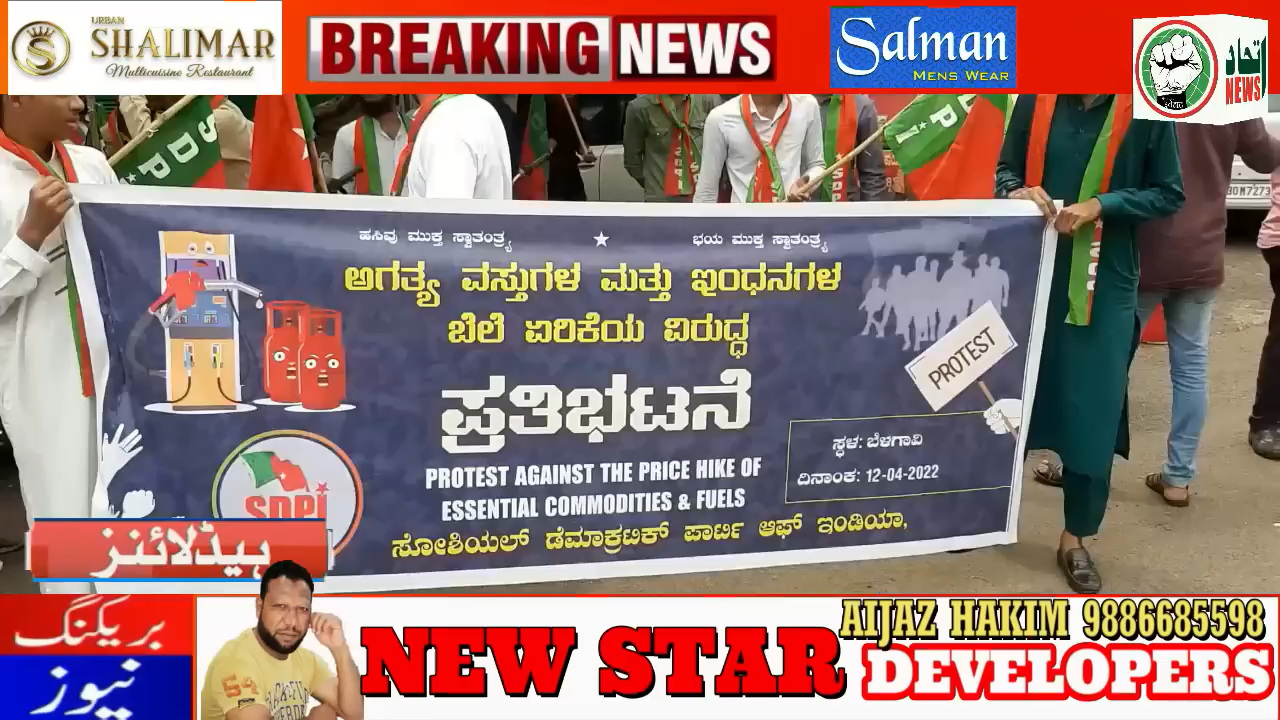 URBAN
SHALIMAR
Multicuisine Restaurant
BREAKING NEWS
Salman
MENS WEAR
اتحاد
NEWS
SDPI
ಹಸಿವು ಮುಕ್ತ ಸ್ವಾತಂತ್ರ್ಯ ★ ಭಯ ಮುಕ್ತ ಸ್ವಾತಂತ್ರ್ಯ
ಅಗತ್ಯ ವಸ್ತುಗಳ ಮತ್ತು ಇಂಧನಗಳ
ಬೆಲೆ ಏರಿಕೆಯ ವಿರುದ್ಧ
ಪ್ರತಿಭಟನೆ
PROTEST
PROTEST AGAINST THE PRICE HIKE OF
ESSENTIAL COMMODITIES & FUELS
ಸ್ಥಳ: ಬೆಳಗಾವಿ
ದಿನಾಂಕ: 12-04-2022
SDPI
ಸೋಶಿಯಲ್ ಡೆಮಾಕ್ರಟಿಕ್ ಪಾರ್ಟಿ ಆಫ್ ಇಂಡಿಯಾ,
ہیڈلائنز
بریکنگ
نیوز
NEW STAR
AIJAZ HAKIM 9886685598
DEVELOPERS